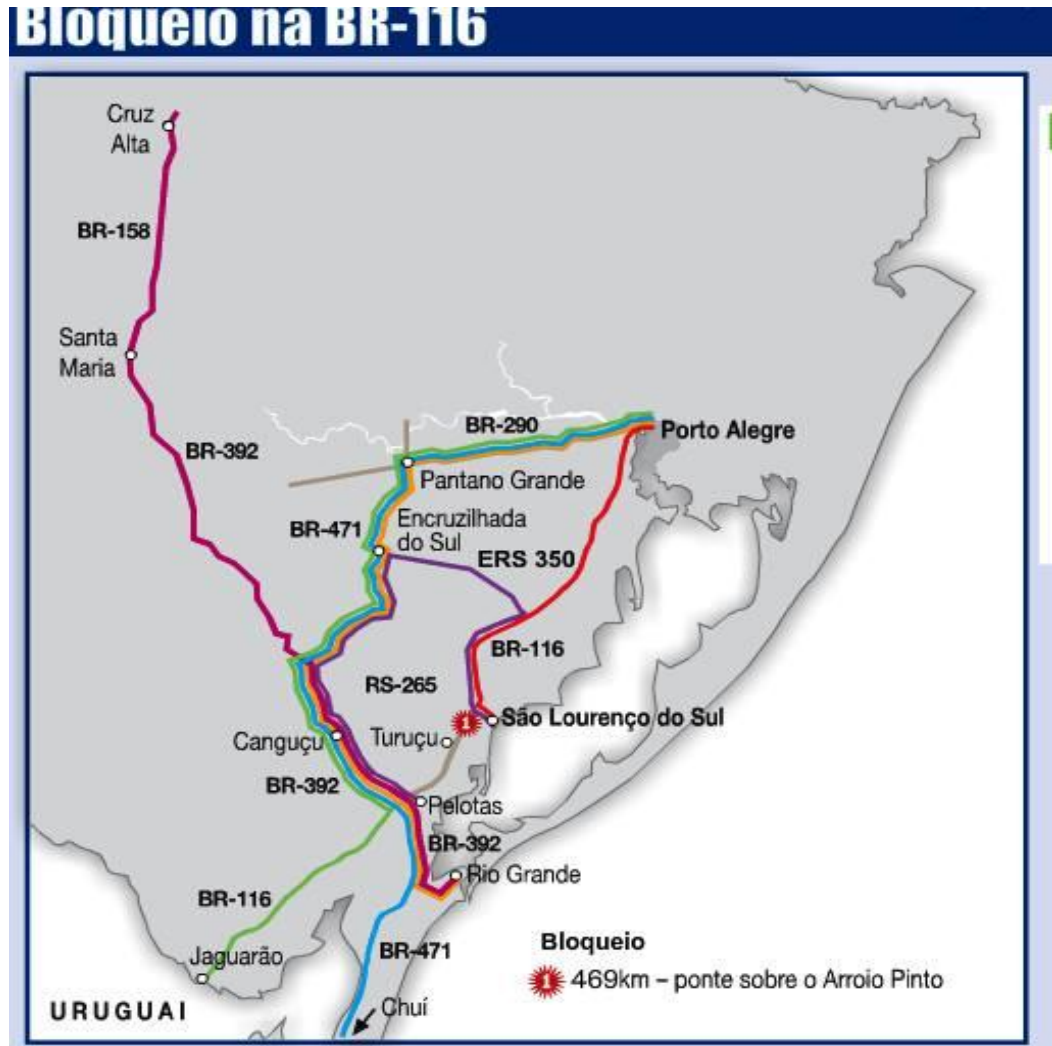 Bloqueio na BR-116
Cruz
Alta
BR-158
Santa
Maria
BR-392
BR-290
Porto Alegre
Pantano Grande
BR-471
Encruzilhada
do Sul
ERS 350
BR-116
RS-265
1
São Lourenço do Sul
Canguçu
Turuçu
BR-392
Pelotas
BR-392
Rio Grande
BR-116
Jaguarão
BR-471
Chuí
URUGUAI
Bloqueio
1 469km – ponte sobre o Arroio Pinto